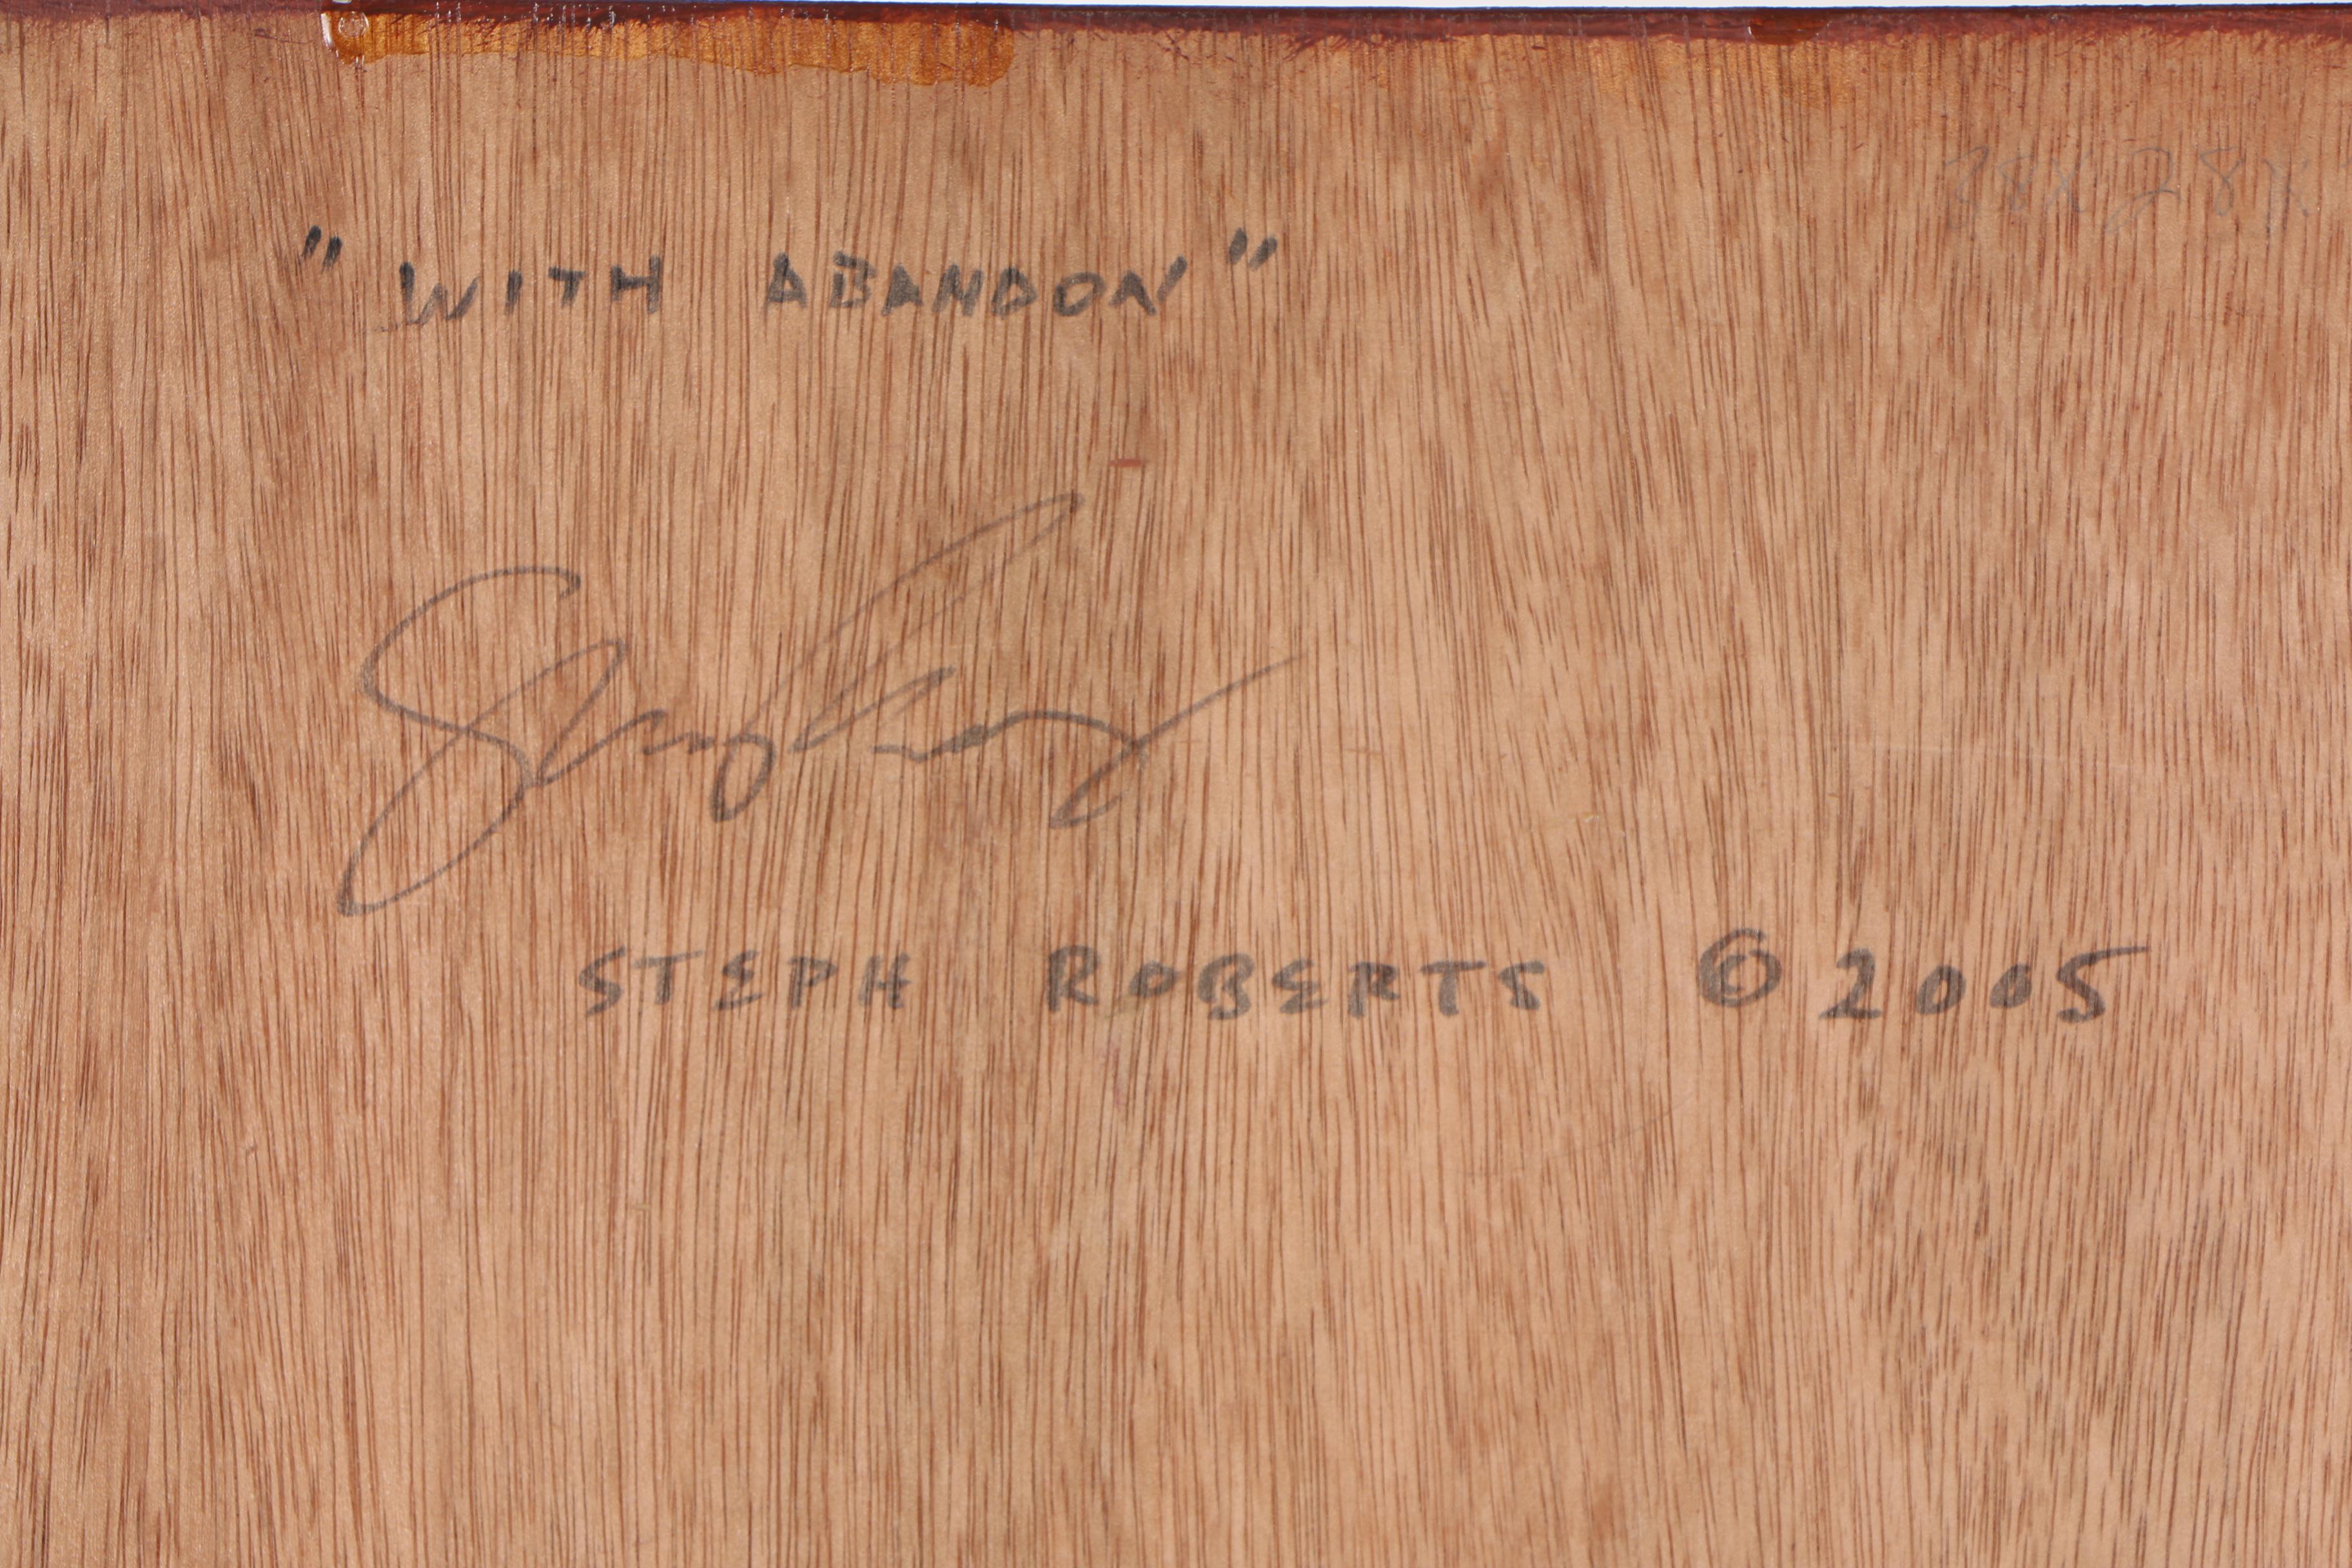 " WITH ABANDON "
STEPH ROBERTS © 2005